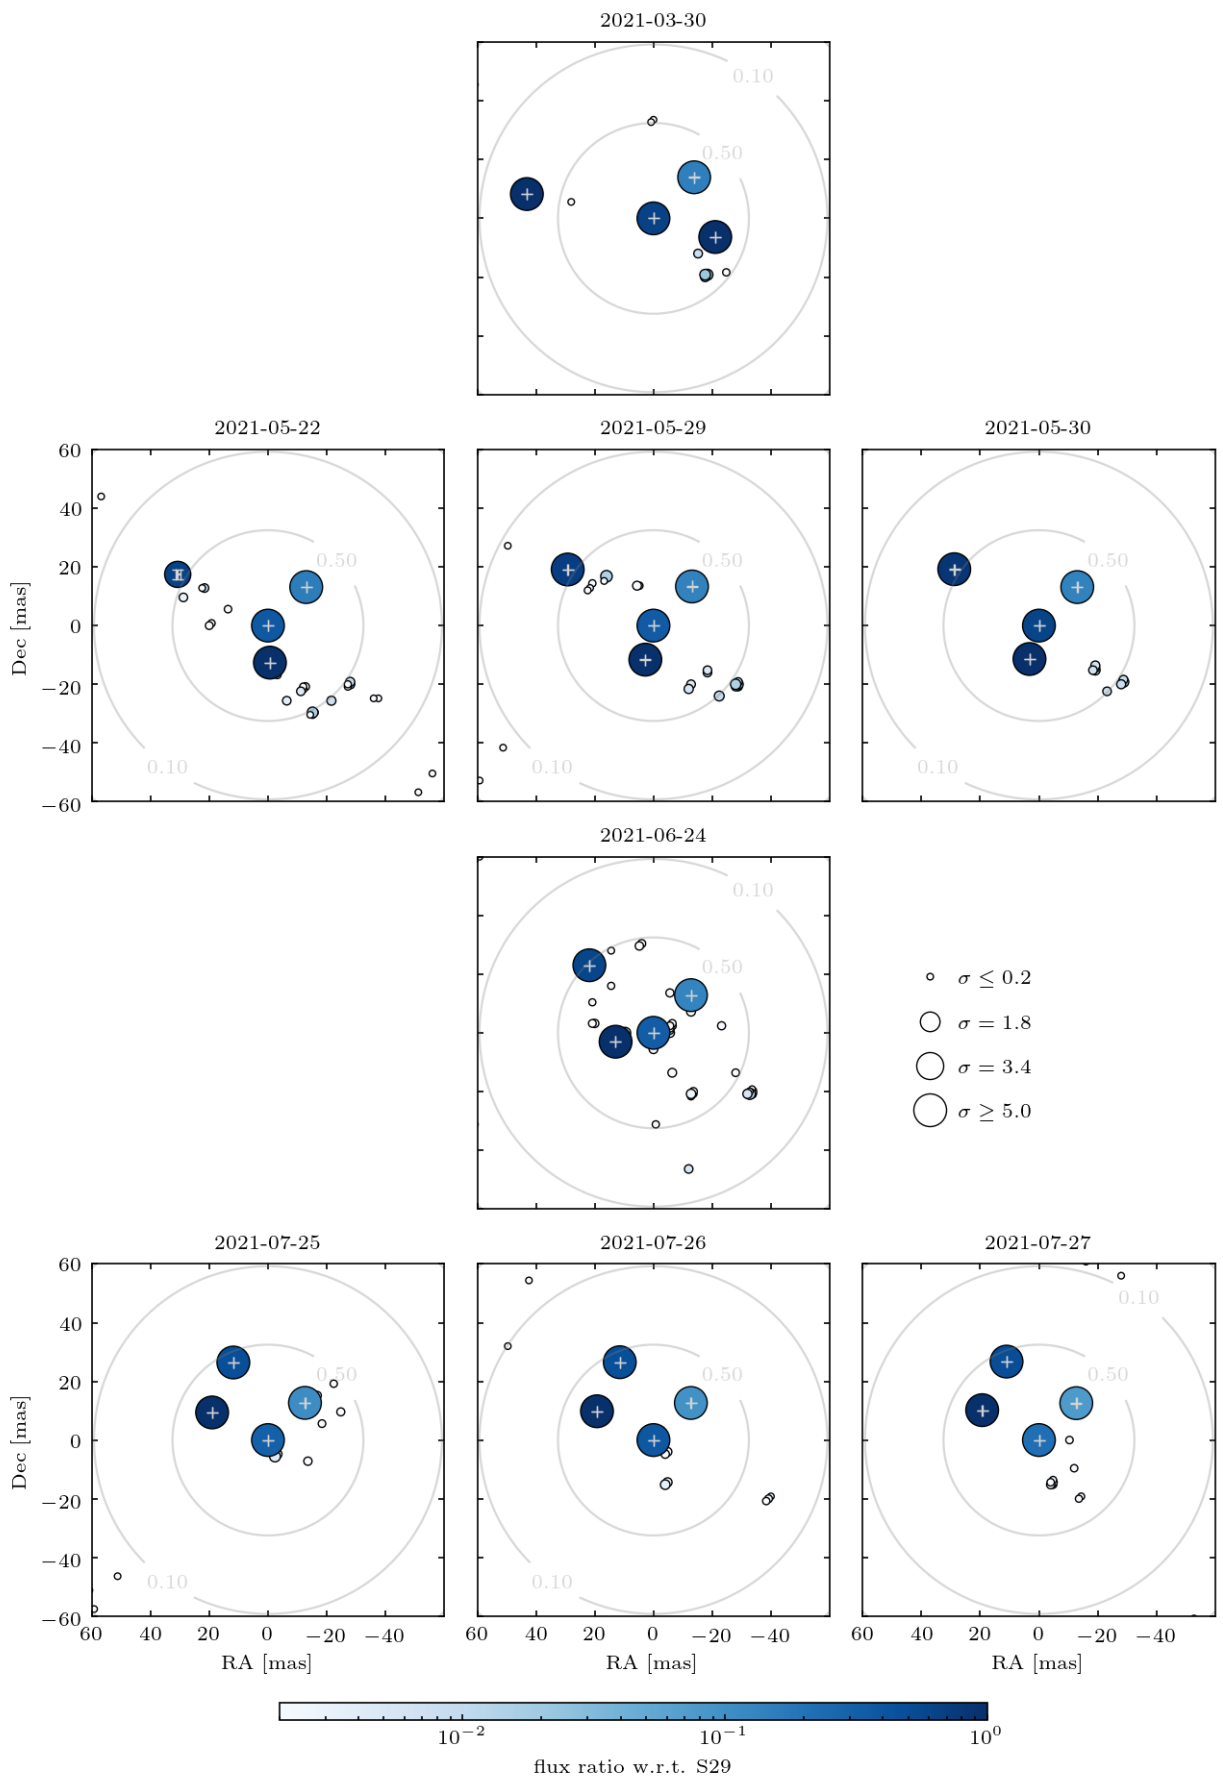 2021-03-30
0.10
0.50
2021-05-22 2021-05-29 2021-05-30
60
40
20
0
−20
−40
−60
Dec [mas]
0.50 0.50 0.50
0.10 0.10 0.10
2021-06-24
0.10
0.50
σ ≤ 0.2
σ = 1.8
σ = 3.4
σ ≥ 5.0
2021-07-25 2021-07-26 2021-07-27
60
40
20
0
−20
−40
−60
Dec [mas]
0.10
0.50 0.50 0.50
0.10 0.10
60 40 20 0 −20 −40 60 40 20 0 −20 −40 60 40 20 0 −20 −40
RA [mas] RA [mas] RA [mas]
10−2 10−1 100
flux ratio w.r.t. S29